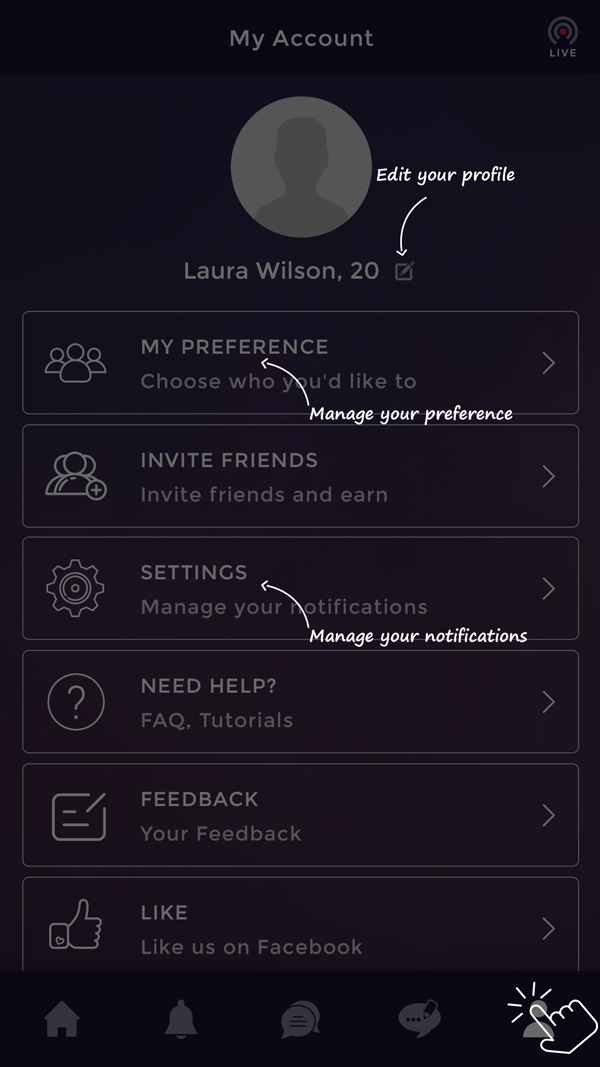 My Account
LIVE
Edit your profile
Laura Wilson, 20
MY PREFERENCE
Choose who you'd like to
Manage your preference
INVITE FRIENDS
Invite friends and earn
SETTINGS
Manage your notifications
Manage your notifications
NEED HELP?
FAQ, Tutorials
FEEDBACK
Your Feedback
LIKE
Like us on Facebook